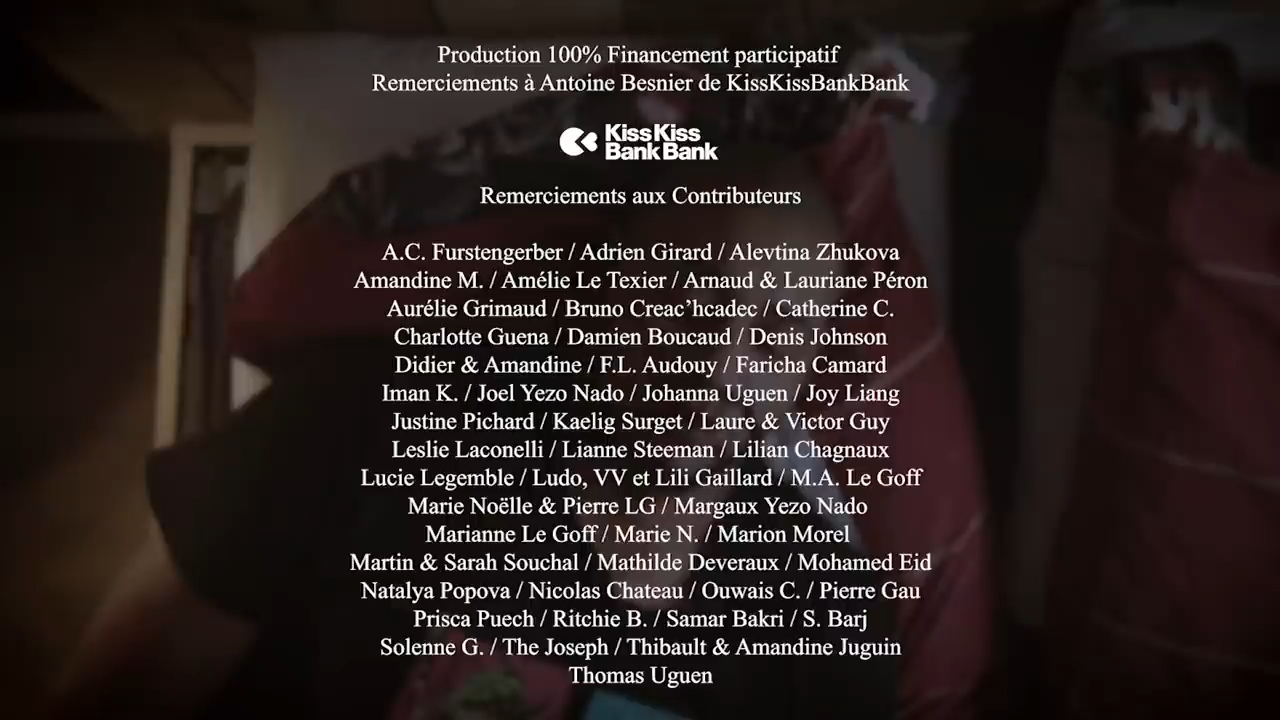 Production 100% Financement participatif
Remerciements à Antoine Besnier de KissKissBankBank
KissKiss
BankBank
Remerciements aux Contributeurs
A.C. Furstengerber / Adrien Girard / Alevtina Zhukova
Amandine M. / Amélie Le Texier / Arnaud & Lauriane Péron
Aurélie Grimaud / Bruno Creac’hcadec / Catherine C.
Charlotte Guena / Damien Boucaud / Denis Johnson
Didier & Amandine / F.L. Audouy / Faricha Camard
Iman K. / Joel Yezo Nado / Johanna Uguen / Joy Liang
Justine Pichard / Kaelig Surget / Laure & Victor Guy
Leslie Laconelli / Lianne Steeman / Lilian Chagnaux
Lucie Legemble / Ludo, VV et Lili Gaillard / M.A. Le Goff
Marie Noëlle & Pierre LG / Margaux Yezo Nado
Marianne Le Goff / Marie N. / Marion Morel
Martin & Sarah Souchal / Mathilde Deveraux / Mohamed Eid
Natalya Popova / Nicolas Chateau / Ouwais C. / Pierre Gau
Prisca Puech / Ritchie B. / Samar Bakri / S. Barj
Solenne G. / The Joseph / Thibault & Amandine Juguin
Thomas Uguen